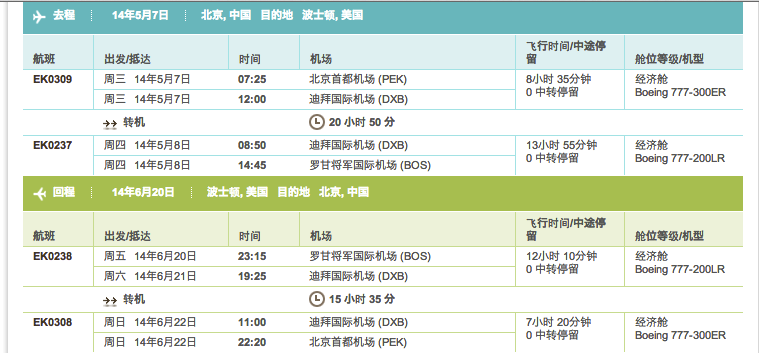 去程 14年5月7日 北京, 中国 目的地 波士顿, 美国
航班 出发/抵达 时间 机场 飞行时间/中途停留 舱位等级/机型
EK0309 周三 14年5月7日 07:25 北京首都机场 (PEK) 8小时 35分钟 经济舱
周三 14年5月7日 12:00 迪拜国际机场 (DXB) 0 中转停留 Boeing 777-300ER
转机 20 小时 50 分
EK0237 周四 14年5月8日 08:50 迪拜国际机场 (DXB) 13小时 55分钟 经济舱
周四 14年5月8日 14:45 罗甘将军国际机场 (BOS) 0 中转停留 Boeing 777-200LR
回程 14年6月20日 波士顿, 美国 目的地 北京, 中国
航班 出发/抵达 时间 机场 飞行时间/中途停留 舱位等级/机型
EK0238 周五 14年6月20日 23:15 罗甘将军国际机场 (BOS) 12小时 10分钟 经济舱
周六 14年6月21日 19:25 迪拜国际机场 (DXB) 0 中转停留 Boeing 777-200LR
转机 15 小时 35 分
EK0308 周日 14年6月22日 11:00 迪拜国际机场 (DXB) 7小时 20分钟 经济舱
周日 14年6月22日 22:20 北京首都机场 (PEK) 0 中转停留 Boeing 777-300ER